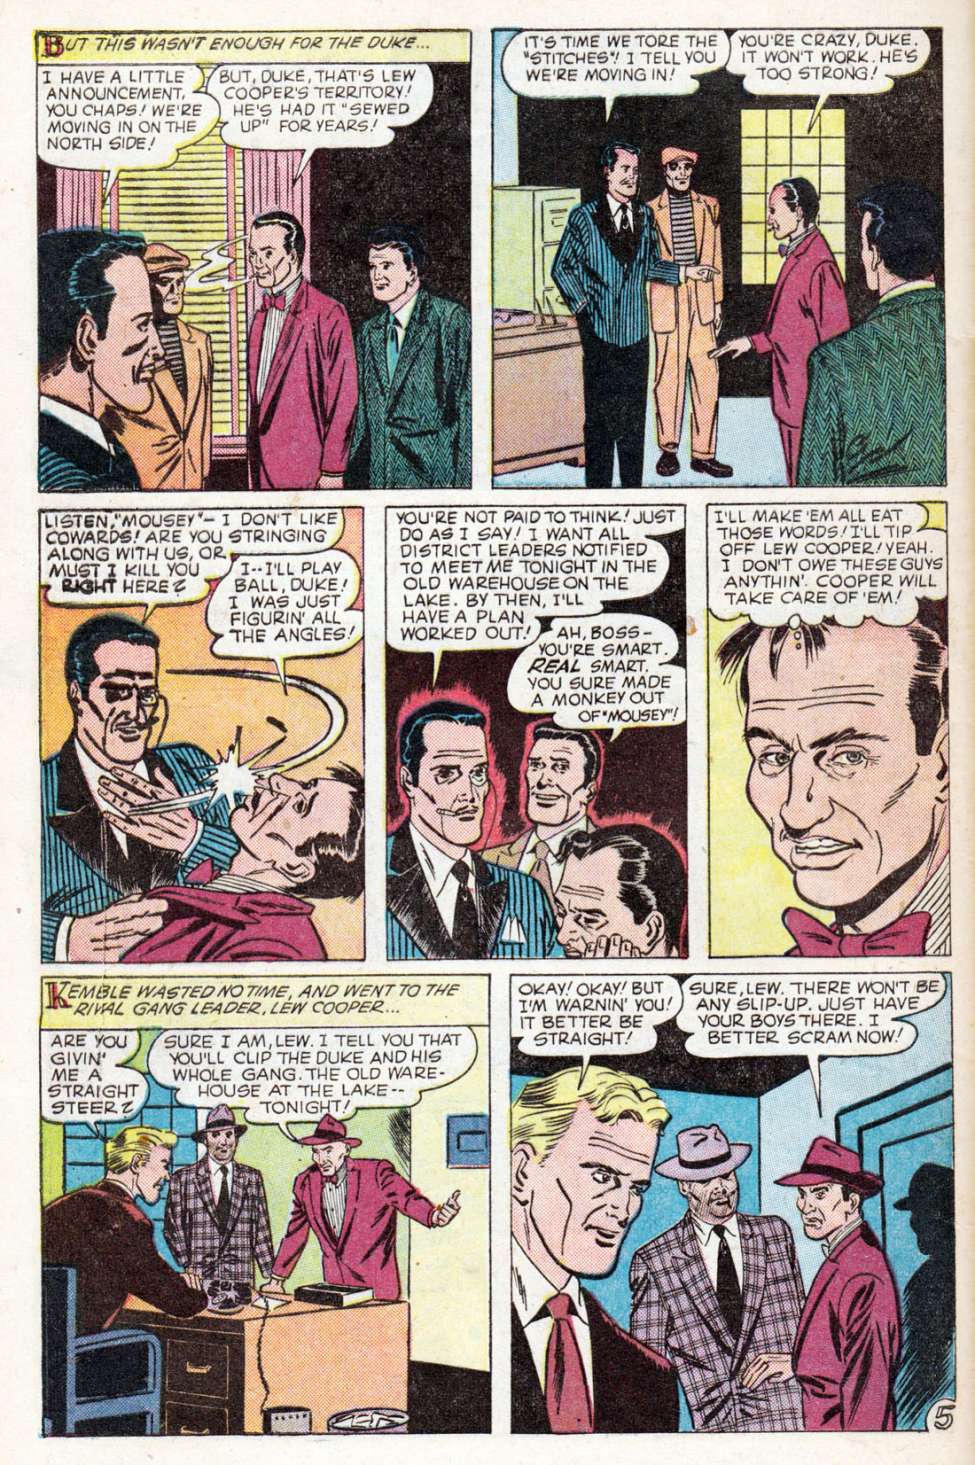 BUT THIS WASN'T ENOUGH FOR THE DUKE...
I HAVE A LITTLE
ANNOUNCEMENT,
YOU CHAPS! WE'RE
MOVING IN ON THE
NORTH SIDE!
BUT, DUKE, THAT'S LEW
COOPER'S TERRITORY!
HE'S HAD IT "SEWED
UP" FOR YEARS!
IT'S TIME WE TORE THE
"STITCHES"! I TELL YOU
WE'RE MOVING IN!
YOU'RE CRAZY, DUKE.
IT WON'T WORK. HE'S
TOO STRONG!
LISTEN, "MOUSEY"- I DON'T LIKE
COWARDS! ARE YOU STRINGING
ALONG WITH US, OR
MUST I KILL YOU
RIGHT HERE?
I--I'LL PLAY
BALL, DUKE!
I WAS JUST
FIGURIN' ALL
THE ANGLES!
YOU'RE NOT PAID TO THINK! JUST
DO AS I SAY! I WANT ALL
DISTRICT LEADERS NOTIFIED
TO MEET ME TONIGHT IN THE
OLD WAREHOUSE ON THE
LAKE. BY THEN, I'LL
HAVE A PLAN
WORKED OUT!
AH, BOSS-
YOU'RE SMART.
REAL SMART.
YOU SURE MADE
A MONKEY OUT
OF "MOUSEY"!
I'LL MAKE 'EM ALL EAT
THOSE WORDS! I'LL TIP
OFF LEW COOPER! YEAH.
I DON'T OWE THESE GUYS
ANYTHIN'. COOPER WILL
TAKE CARE OF 'EM!
KEMBLE WASTED NO TIME, AND WENT TO THE
RIVAL GANG LEADER, LEW COOPER...
ARE YOU
GIVIN'
ME A
STRAIGHT
STEER?
SURE I AM, LEW. I TELL YOU THAT
YOU'LL CLIP THE DUKE AND HIS
WHOLE GANG. THE OLD WARE-
HOUSE AT THE LAKE--
TONIGHT!
OKAY! OKAY! BUT
I'M WARNIN' YOU!
IT BETTER BE
STRAIGHT!
SURE, LEW. THERE WON'T BE
ANY SLIP-UP. JUST HAVE
YOUR BOYS THERE. I
BETTER SCRAM NOW!
5